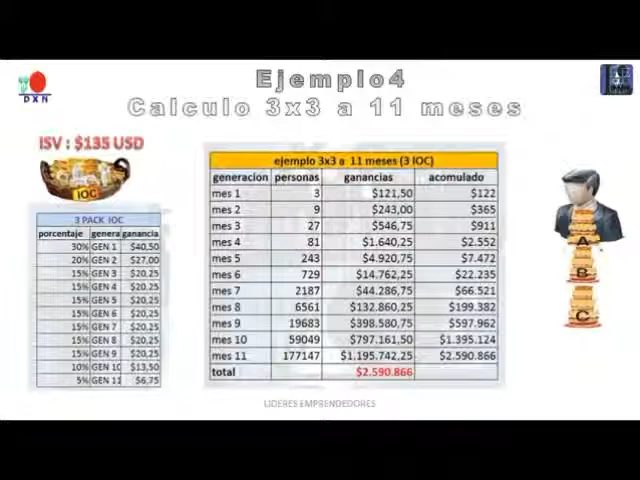 Ejemplo4
Calculo 3x3 a 11 meses
DXN
ISV : $135 USD
IOC
3 PACK IOC
porcentaje genera ganancia
30% GEN 1 $40,50
20% GEN 2 $27,00
15% GEN 3 $20,25
15% GEN 4 $20,25
15% GEN 5 $20,25
15% GEN 6 $20,25
15% GEN 7 $20,25
15% GEN 8 $20,25
15% GEN 9 $20,25
10% GEN 10 $13,50
5% GEN 11 $6,75
ejemplo 3x3 a 11 meses (3 IOC)
generacion personas ganancias acumulado
mes 1 3 $121,50 $122
mes 2 9 $243,00 $365
mes 3 27 $546,75 $911
mes 4 81 $1.640,25 $2.552
mes 5 243 $4.920,75 $7.472
mes 6 729 $14.762,25 $22.235
mes 7 2187 $44.286,75 $66.521
mes 8 6561 $132.860,25 $199.382
mes 9 19683 $398.580,75 $597.962
mes 10 59049 $797.161,50 $1.395.124
mes 11 177147 $1.195.742,25 $2.590.866
total $2.590.866
A
B
C
LIDERES EMPRENDEDORES